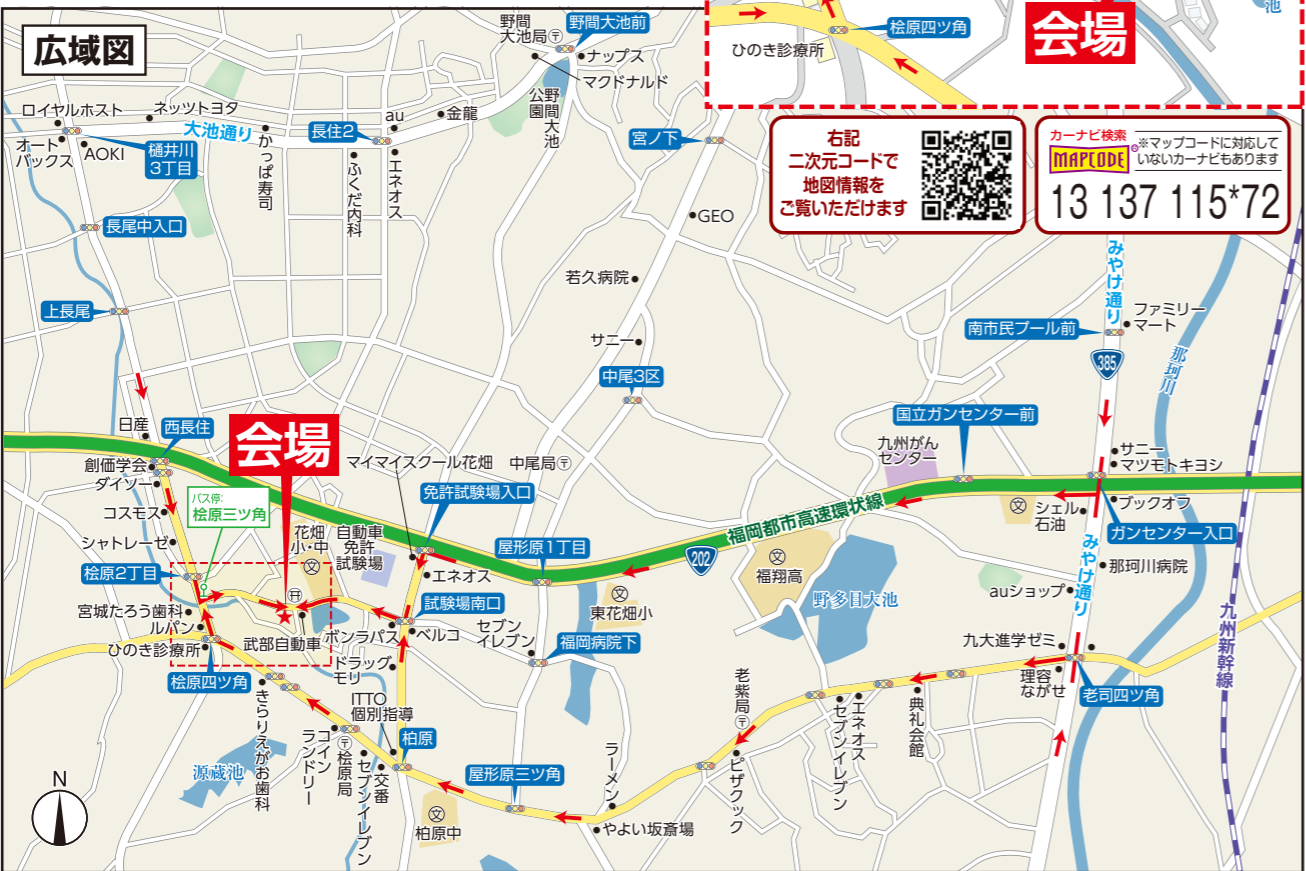 広域図
野間
大池局〒
野間大池前
ナップス
マクドナルド
野間大池
公園
ひのき診療所
桧原四ツ角
会場
池
右記
二次元コードで
地図情報を
ご覧いただけます
カーナビ検索
MAPCODE
®
※マップコードに対応して
いないカーナビもあります
13 137 115*72
ロイヤルホスト
ネッツトヨタ
大池通り
オート
バックス
AOKI
樋井川
3丁目
かっぱ寿司
長住2
au
金龍
エネオス
ふくだ内科
宮ノ下
GEO
長尾中入口
若久病院
上長尾
サニー
中尾3区
みやけ通り
ファミリー
マート
南市民プール前
385
那珂川
国立ガンセンター前
九州がん
センター
サニー
マツモトキヨシ
ブックオフ
シェル
石油
文
ガンセンター入口
日産
西長住
創価学会
ダイソー
コスモス
シャトレーゼ
バス停:
桧原三ツ角
会場
マイマイスクール花畑
中尾局〒
免許試験場入口
花畑
小・中
文
自動車
免許
試験場
屋形原1丁目
福岡都市高速環状線
202
文
福翔高
野多目大池
みやけ通り
那珂川病院
auショップ
九州新幹線
桧原2丁目
エネオス
試験場南口
文
東花畑小
宮城たろう歯科
ルパン
ひのき診療所
武部自動車
ボンラパス
ベルコ
セブン
イレブン
福岡病院下
九大進学ゼミ
理容
ながせ
老司四ツ角
桧原四ツ角
ドラッグ
モリ
ITTO
個別指導
きらりえがお歯科
コイン
ランドリー
〒桧原局
セブンイレブン
交番
柏原
屋形原三ツ角
ラーメン
老紫局〒
ピザクック
セブンイレブン
エネオス
典礼会館
源蔵池
文
柏原中
やよい坂斎場
N